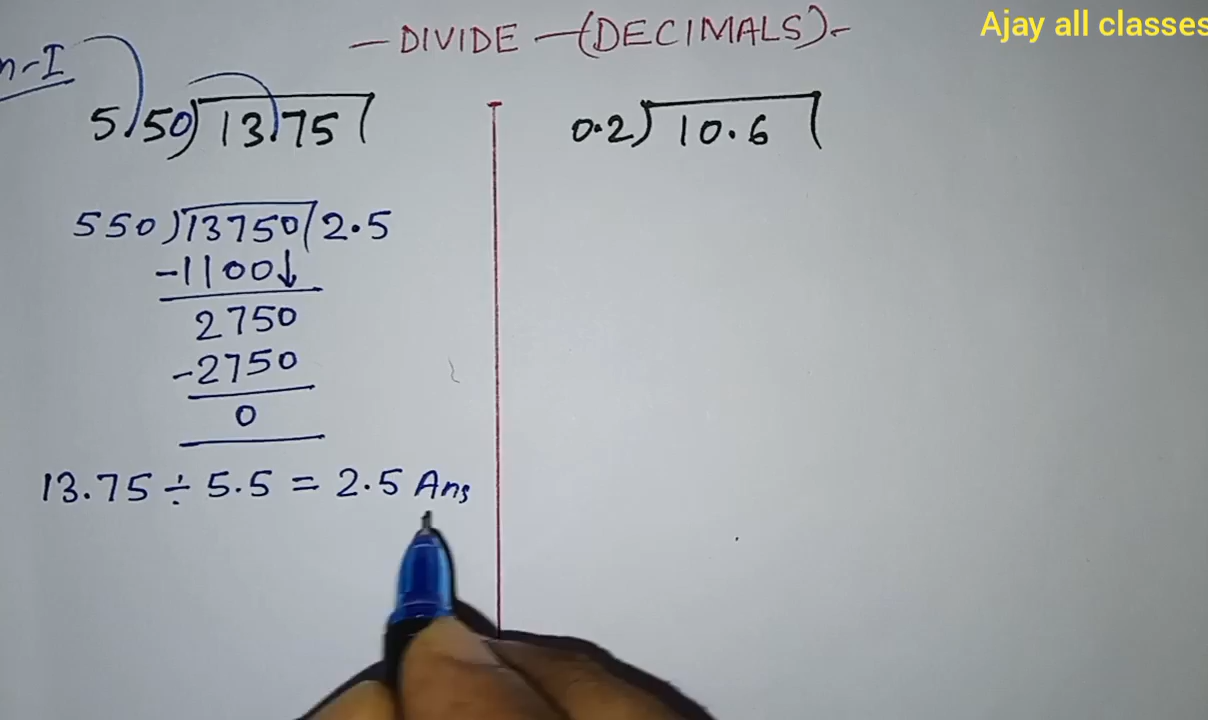 Ajay all classes
— DIVIDE — (DECIMALS) -
n-I
5.50) 13.75 (
0.2) 10.6 (
550) 13750 ( 2.5
-1100↓
2750
-2750
0
13.75 ÷ 5.5 = 2.5 Ans